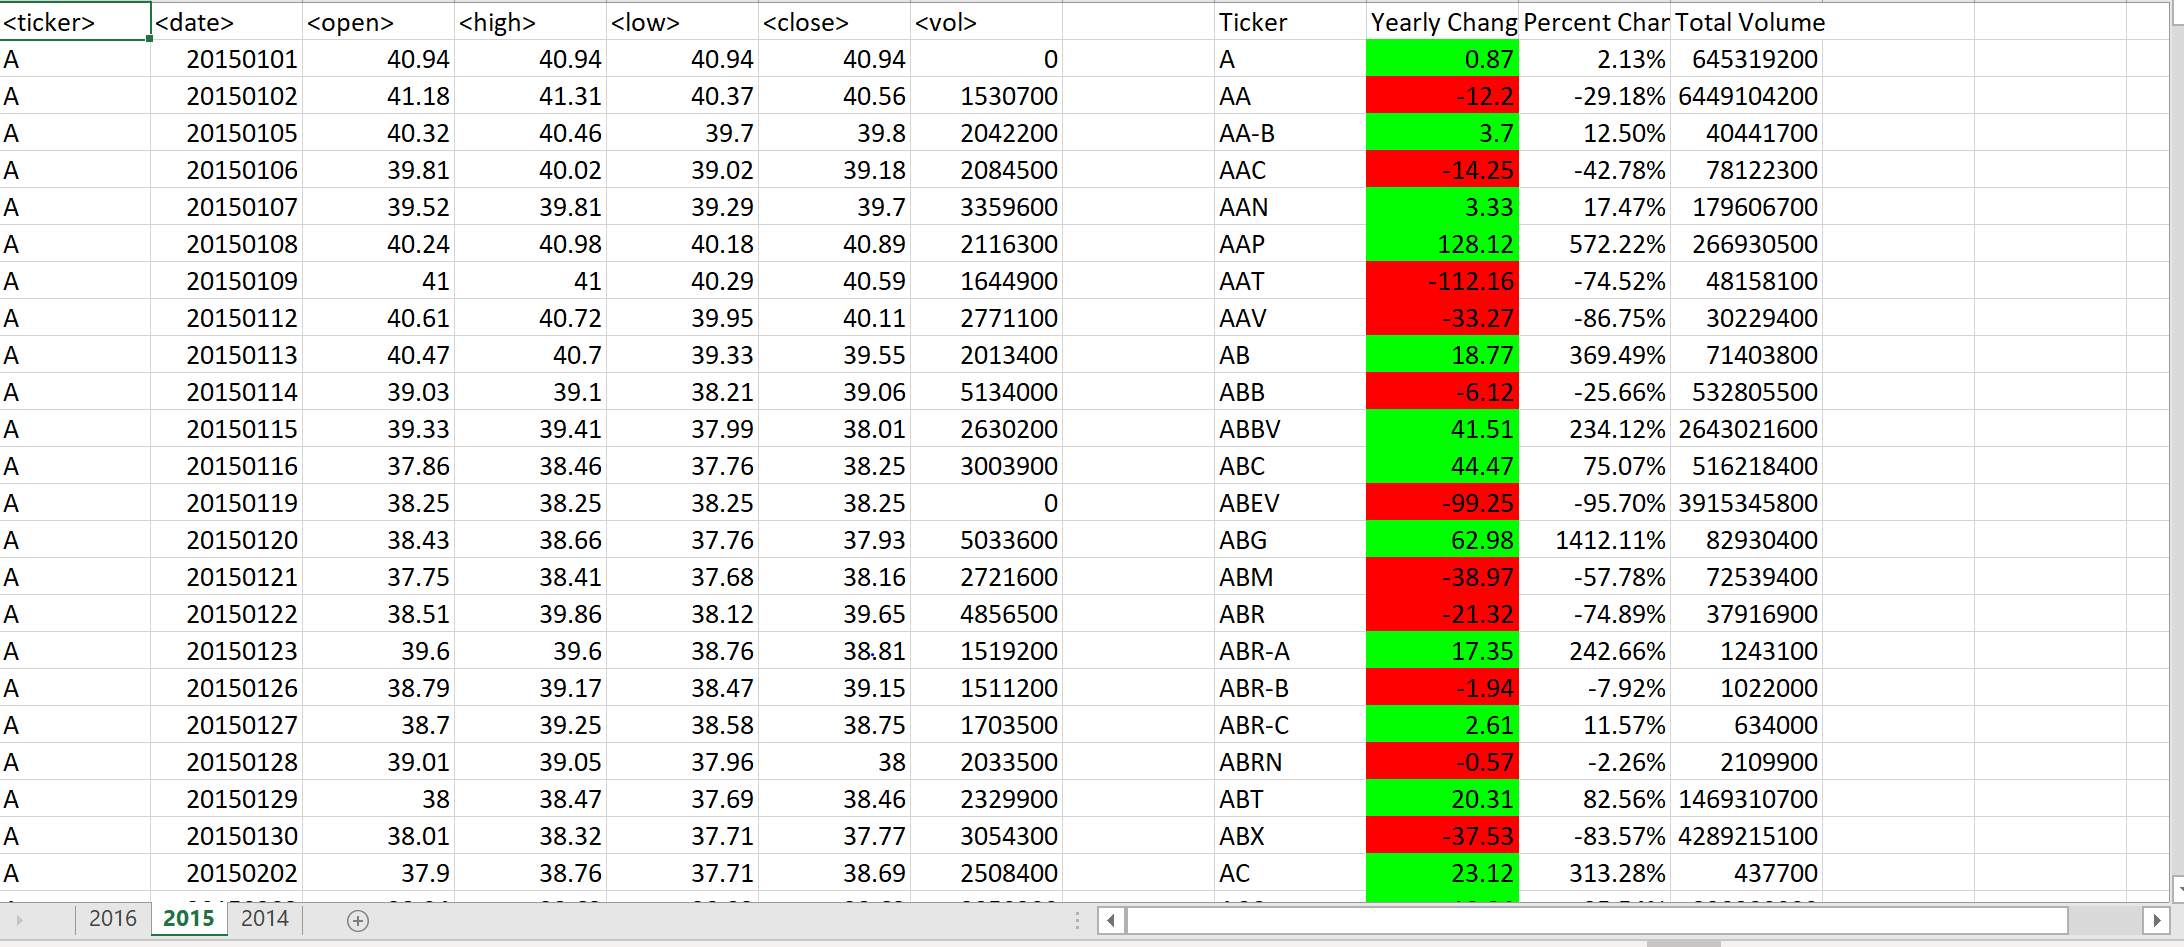 <ticker> <date> <open> <high> <low> <close> <vol> Ticker Yearly Chang Percent Char Total Volume
A 20150101 40.94 40.94 40.94 40.94 0 A 0.87 2.13% 645319200
A 20150102 41.18 41.31 40.37 40.56 1530700 AA -12.2 -29.18% 6449104200
A 20150105 40.32 40.46 39.7 39.8 2042200 AA-B 3.7 12.50% 40441700
A 20150106 39.81 40.02 39.02 39.18 2084500 AAC -14.25 -42.78% 78122300
A 20150107 39.52 39.81 39.29 39.7 3359600 AAN 3.33 17.47% 179606700
A 20150108 40.24 40.98 40.18 40.89 2116300 AAP 128.12 572.22% 266930500
A 20150109 41 41 40.29 40.59 1644900 AAT -112.16 -74.52% 48158100
A 20150112 40.61 40.72 39.95 40.11 2771100 AAV -33.27 -86.75% 30229400
A 20150113 40.47 40.7 39.33 39.55 2013400 AB 18.77 369.49% 71403800
A 20150114 39.03 39.1 38.21 39.06 5134000 ABB -6.12 -25.66% 532805500
A 20150115 39.33 39.41 37.99 38.01 2630200 ABBV 41.51 234.12% 2643021600
A 20150116 37.86 38.46 37.76 38.25 3003900 ABC 44.47 75.07% 516218400
A 20150119 38.25 38.25 38.25 38.25 0 ABEV -99.25 -95.70% 3915345800
A 20150120 38.43 38.66 37.76 37.93 5033600 ABG 62.98 1412.11% 82930400
A 20150121 37.75 38.41 37.68 38.16 2721600 ABM -38.97 -57.78% 72539400
A 20150122 38.51 39.86 38.12 39.65 4856500 ABR -21.32 -74.89% 37916900
A 20150123 39.6 39.6 38.76 38.81 1519200 ABR-A 17.35 242.66% 1243100
A 20150126 38.79 39.17 38.47 39.15 1511200 ABR-B -1.94 -7.92% 1022000
A 20150127 38.7 39.25 38.58 38.75 1703500 ABR-C 2.61 11.57% 634000
A 20150128 39.01 39.05 37.96 38 2033500 ABRN -0.57 -2.26% 2109900
A 20150129 38 38.47 37.69 38.46 2329900 ABT 20.31 82.56% 1469310700
A 20150130 38.01 38.32 37.71 37.77 3054300 ABX -37.53 -83.57% 4289215100
A 20150202 37.9 38.76 37.71 38.69 2508400 AC 23.12 313.28% 437700
2016 2015 2014